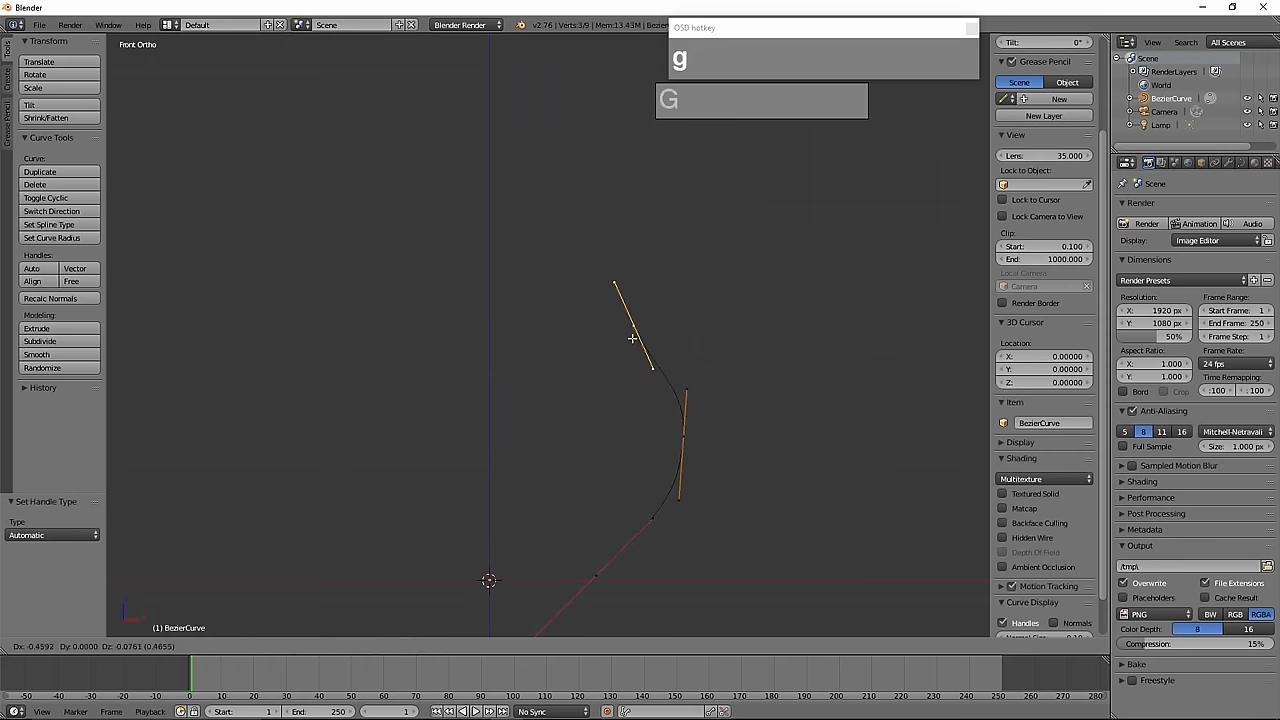 Blender
File
Render
Window
Help
Default
Scene
Blender Render
v2.76 | Verts:3/9 | Mem:13.43M | Bezier
OSD hotkey
g
G
View
Search
All Scenes
Scene
RenderLayers
World
BezierCurve
Camera
Lamp
Tools
Create
Grease Pencil
Transform
Translate
Rotate
Scale
Tilt
Shrink/Fatten
Curve Tools
Curve:
Duplicate
Delete
Toggle Cyclic
Switch Direction
Set Spline Type
Set Curve Radius
Handles:
Auto
Vector
Align
Free
Recalc Normals
Modeling:
Extrude
Subdivide
Smooth
Randomize
History
Set Handle Type
Type
Automatic
Front Ortho
(1) BezierCurve
Tilt:
0°
Grease Pencil
Scene
Object
New
New Layer
View
Lens:
35.000
Lock to Object:
Lock to Cursor
Lock Camera to View
Clip:
Start:
0.100
End:
1000.000
Local Camera:
Camera
Render Border
3D Cursor
Location:
X:
0.00000
Y:
0.00000
Z:
0.00000
Item
BezierCurve
Display
Shading
Multitexture
Textured Solid
Matcap
Backface Culling
Hidden Wire
Depth Of Field
Ambient Occlusion
Motion Tracking
Curve Display
Handles
Normals
Scene
Render
Render
Animation
Audio
Display:
Image Editor
Dimensions
Render Presets
Resolution:
Frame Range:
X:
1920 px
Start Frame: 1
Y:
1080 px
End Frame: 250
50%
Frame Step: 1
Aspect Ratio:
Frame Rate:
X:
1.000
24 fps
Y:
1.000
Time Remapping:
Bord
Crop
:100
:100
Anti-Aliasing
5
8
11
16
Mitchell-Netravali
Full Sample
Size: 1.000 px
Sampled Motion Blur
Shading
Performance
Post Processing
Metadata
Output
/tmp\
Overwrite
File Extensions
Placeholders
Cache Result
PNG
BW
RGB
RGBA
Color Depth:
8
16
Compression:
15%
Bake
Freestyle
Dx: -0.4592 Dy: 0.0000 Dz: -0.0761 (0.4655)
-50 -40 -30 -20 -10 0 10 20 30 40 50 60 70 80 90 100 110 120 130 140 150 160 170 180 190 200 210 220 230 240 250 260 270 280
View
Marker
Frame
Playback
Start:
1
End:
250
1
No Sync